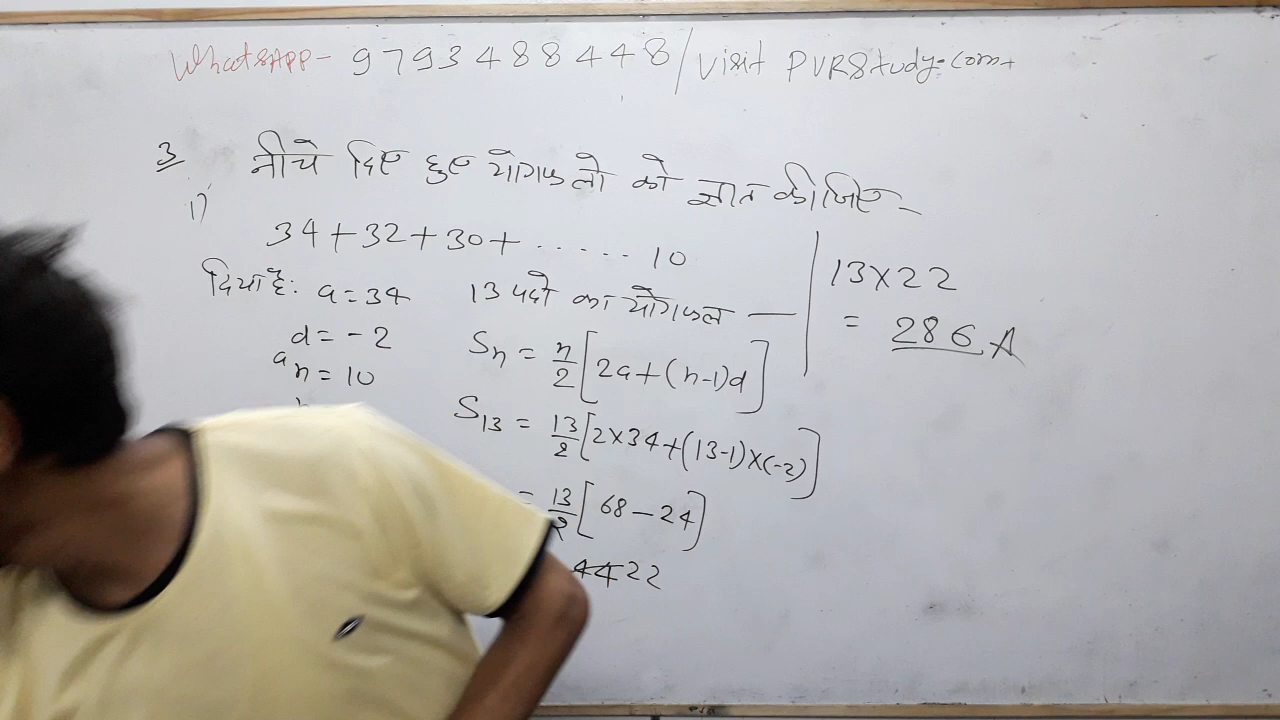 WhatsAPP- 9793488448/Visit PVRStudy.com
3 नीचे दिए हुए योगफलो को ज्ञात कीजिए-
1)
34+32+30+ ...... 10
दिया है: a=34
d=-2
an=10
13 पदो का योगफल —
Sn = n/2[2a+(n-1)d]
S13 = 13/2[2×34+(13-1)×(-2)]
= 13/2[68-24]
44 22
13×22
= 286 A